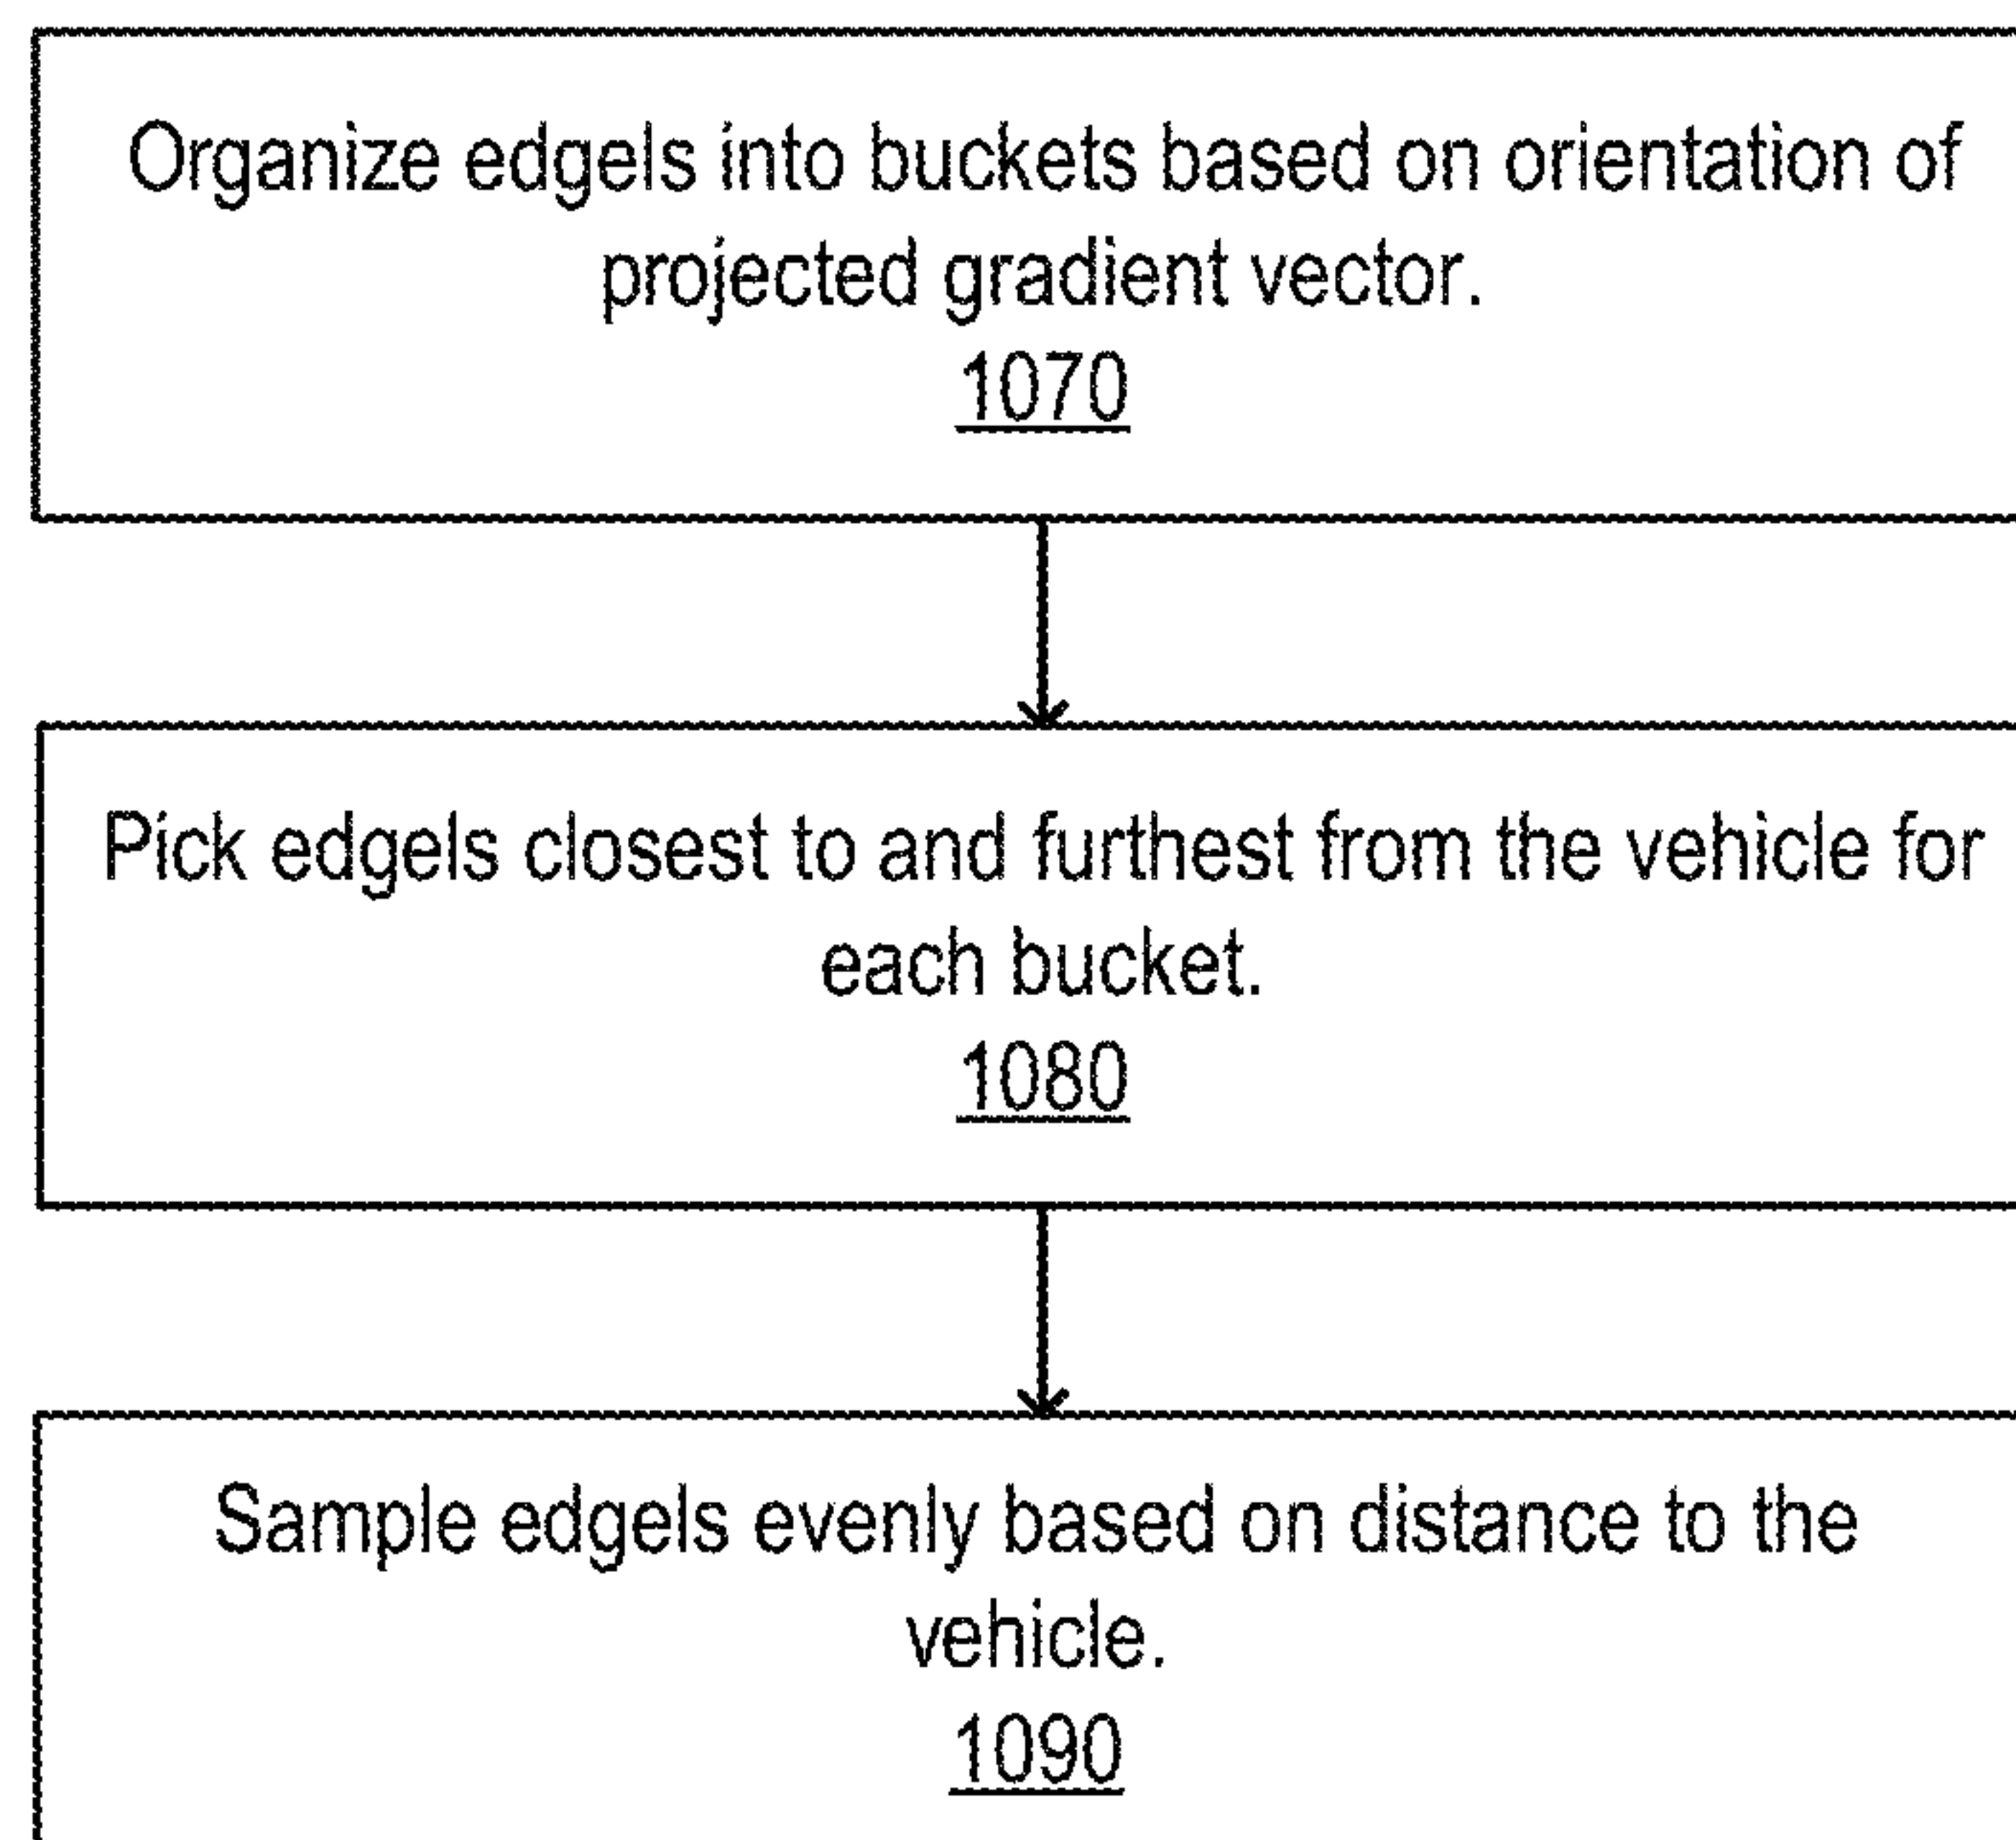 Organize edgels into buckets based on orientation of
projected gradient vector.
1070
Pick edgels closest to and furthest from the vehicle for
each bucket.
1080
Sample edgels evenly based on distance to the
vehicle.
1090